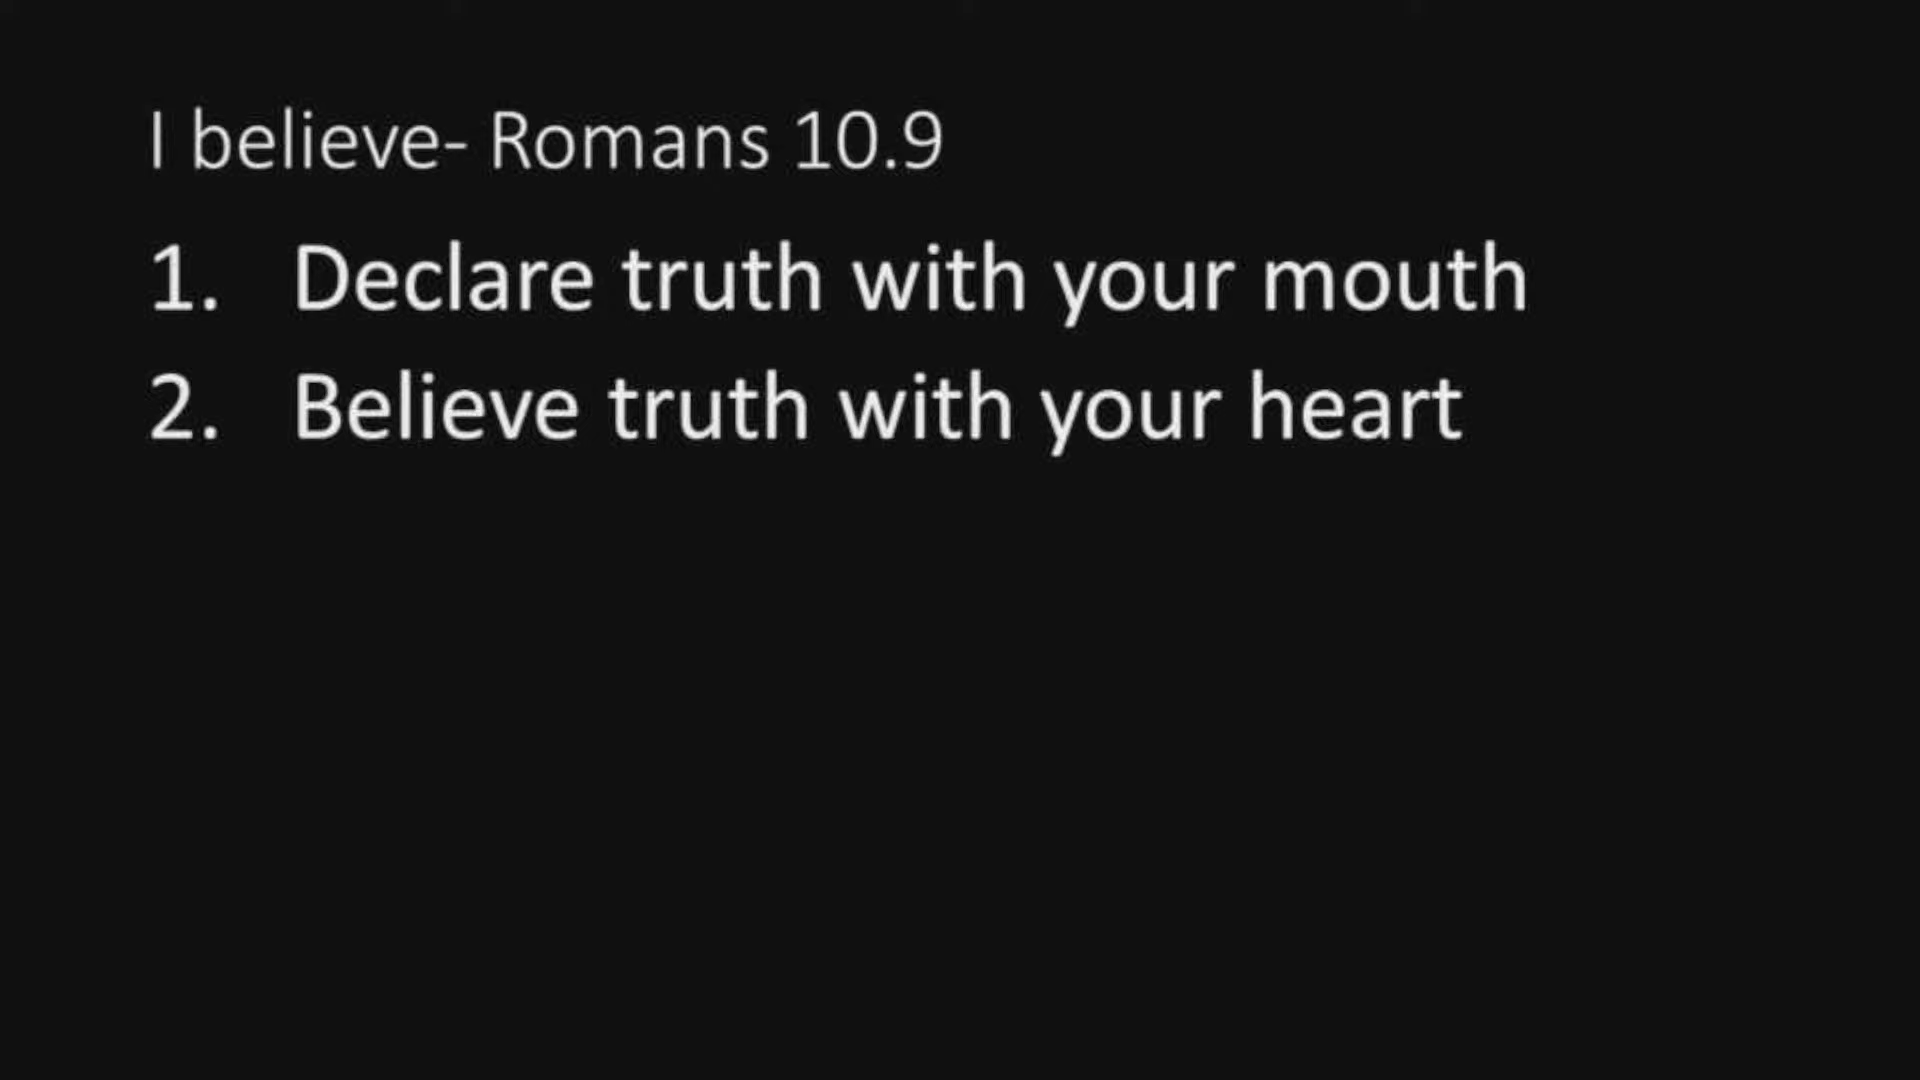 I believe- Romans 10.9
1. Declare truth with your mouth
2. Believe truth with your heart